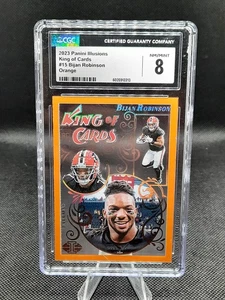 CGC
CERTIFIED GUARANTY COMPANY
2023 Panini Illusions
King of Cards
#15 Bijan Robinson
Orange
NM/MINT
8
BIJAN ROBINSON
KING OF
CARDS